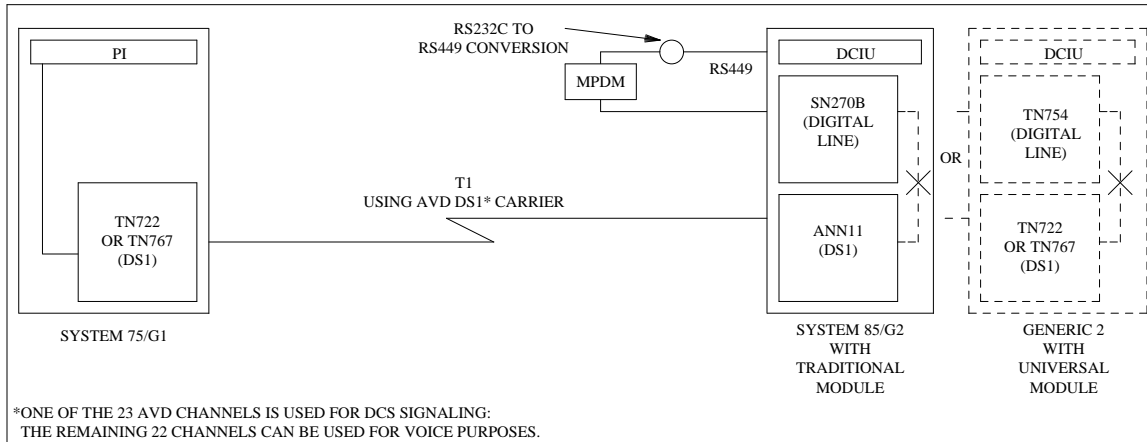 RS232C TO
RS449 CONVERSION
PI
DCIU
DCIU
RS449
MPDM
SN270B
(DIGITAL
LINE)
TN754
(DIGITAL
LINE)
OR
T1
USING AVD DS1* CARRIER
TN722
OR TN767
(DS1)
ANN11
(DS1)
TN722
OR TN767
(DS1)
SYSTEM 75/G1
SYSTEM 85/G2
WITH
TRADITIONAL
MODULE
GENERIC 2
WITH
UNIVERSAL
MODULE
*ONE OF THE 23 AVD CHANNELS IS USED FOR DCS SIGNALING:
THE REMAINING 22 CHANNELS CAN BE USED FOR VOICE PURPOSES.